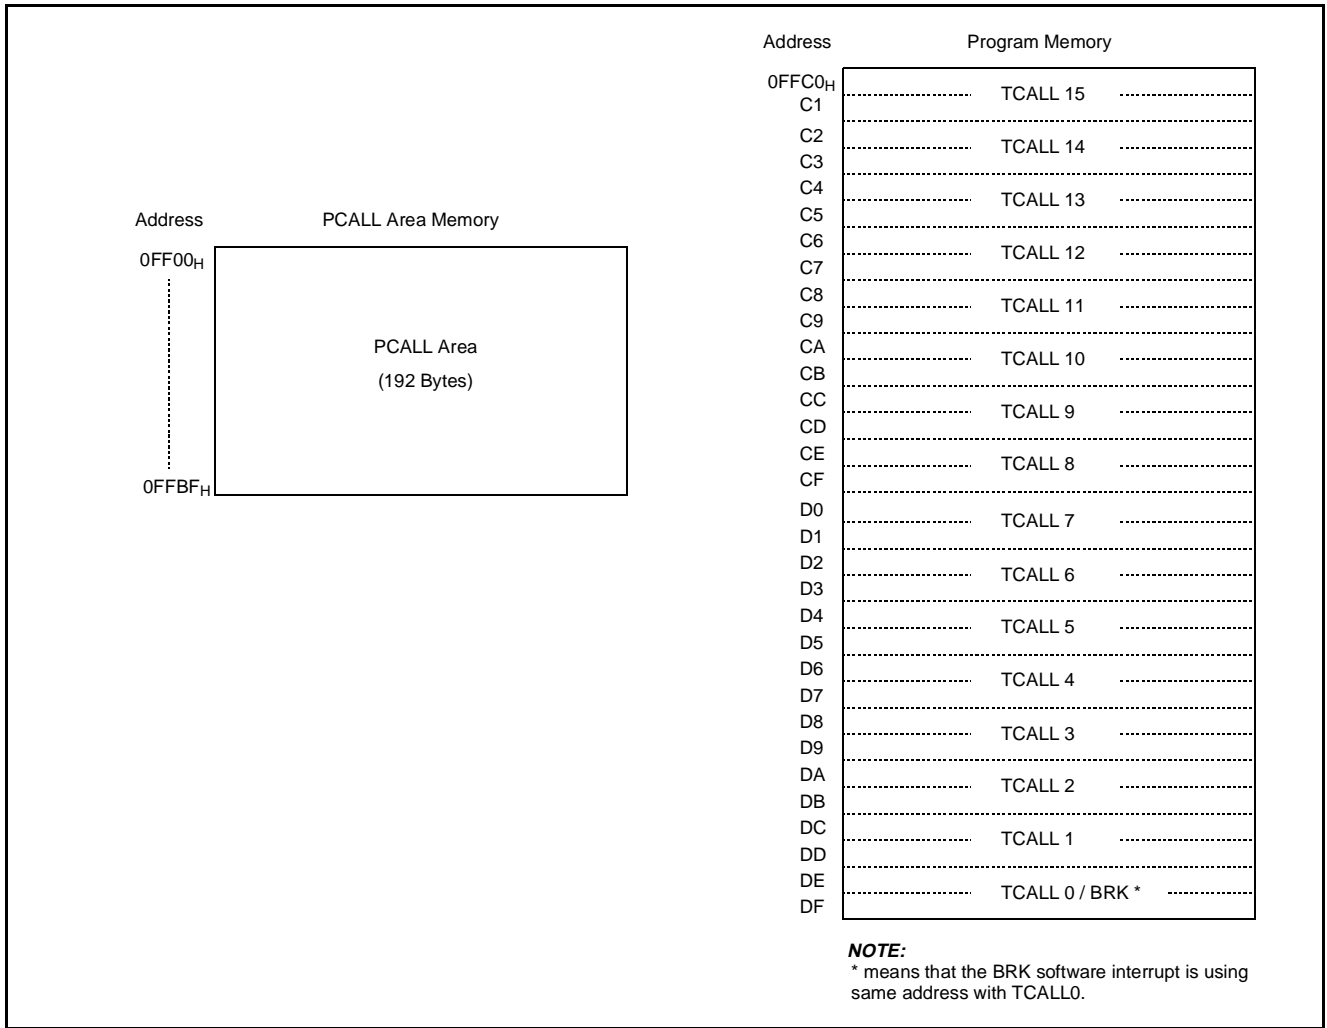 Address PCALL Area Memory
0FF00H
PCALL Area
(192 Bytes)
0FFBFH
Address Program Memory
0FFC0H
C1
TCALL 15
C2
C3
TCALL 14
C4
C5
TCALL 13
C6
C7
TCALL 12
C8
C9
TCALL 11
CA
CB
TCALL 10
CC
CD
TCALL 9
CE
CF
TCALL 8
D0
D1
TCALL 7
D2
D3
TCALL 6
D4
D5
TCALL 5
D6
D7
TCALL 4
D8
D9
TCALL 3
DA
DB
TCALL 2
DC
DD
TCALL 1
DE
DF
TCALL 0 / BRK *
NOTE:
* means that the BRK software interrupt is using
same address with TCALL0.